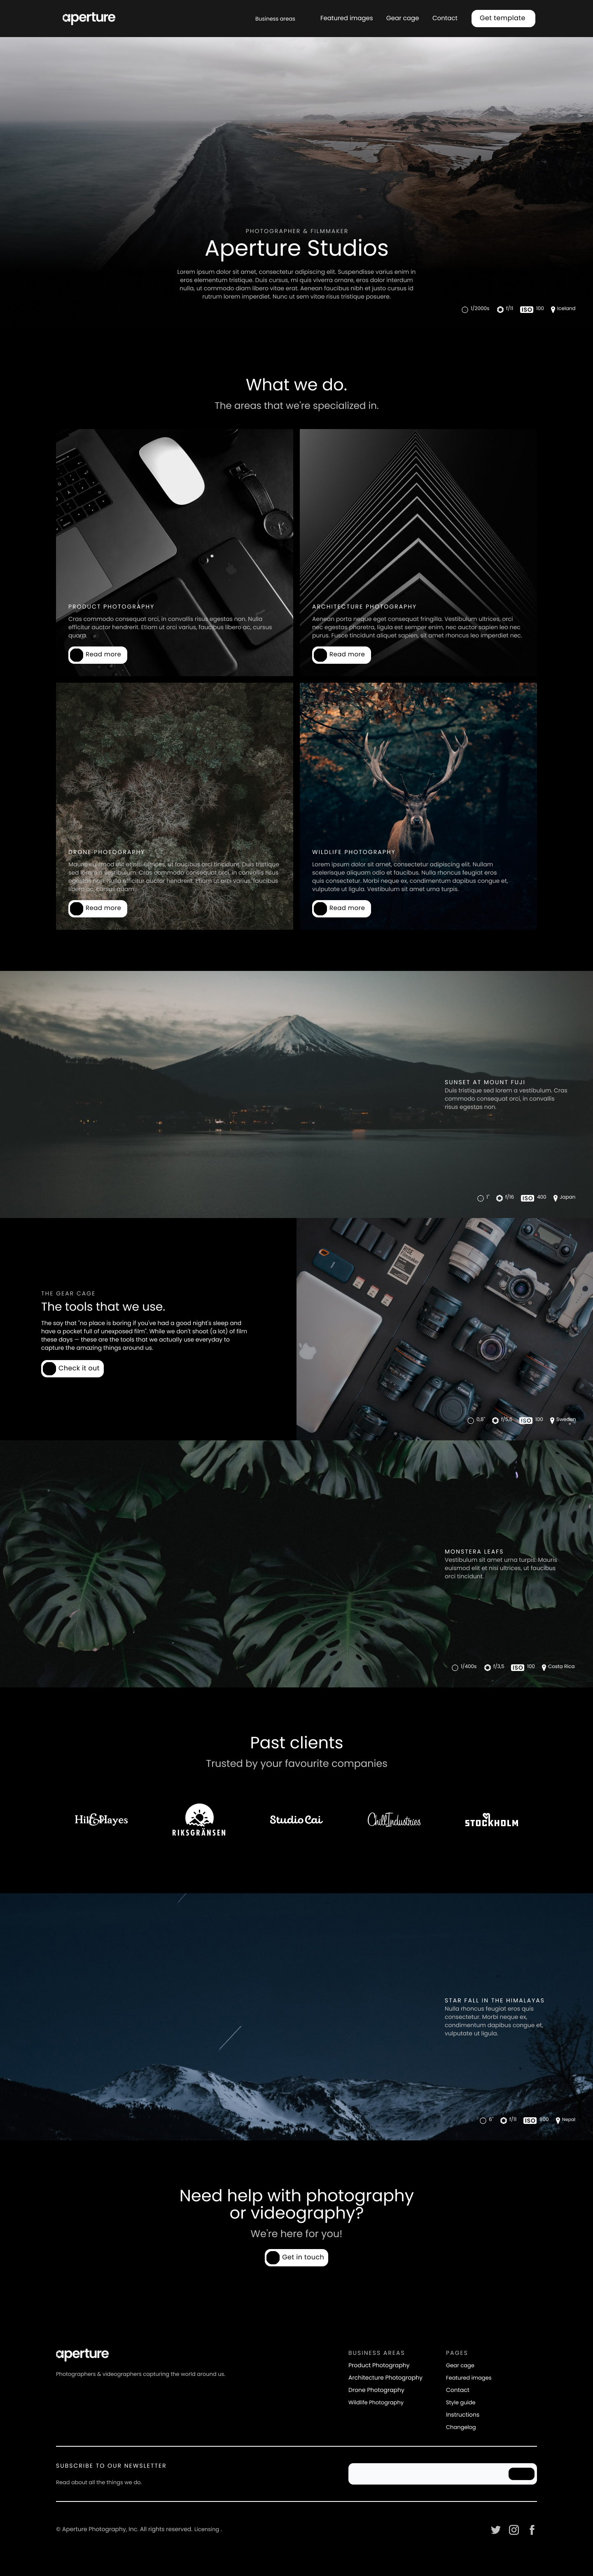 aperture
Business areas
Featured images
Gear cage
Contact
Get template
PHOTOGRAPHER & FILMMAKER
Aperture Studios
Lorem ipsum dolor sit amet, consectetur adipiscing elit. Suspendisse varius enim in
eros elementum tristique. Duis cursus, mi quis viverra ornare, eros dolor interdum
nulla, ut commodo diam libero vitae erat. Aenean faucibus nibh et justo cursus id
rutrum lorem imperdiet. Nunc ut sem vitae risus tristique posuere.
1/2000s f/11 ISO 100 Iceland
What we do.
The areas that we're specialized in.
PRODUCT PHOTOGRAPHY
Cras commodo consequat orci, in convallis risus egestas non. Nulla
efficitur auctor hendrerit. Etiam ut orci varius, faucibus libero ac, cursus
quam.
Read more
ARCHITECTURE PHOTOGRAPHY
Aenean porta neque eget consequat fringilla. Vestibulum ultrices, orci
nec egestas pharetra, ligula est semper enim, nec auctor sapien leo nec
purus. Fusce tincidunt aliquet sapien, sit amet rhoncus leo imperdiet nec.
Read more
DRONE PHOTOGRAPHY
Mauris euismod elit et nisi ultrices, ut faucibus orci tincidunt. Duis tristique
sed lorem a vestibulum. Cras commodo consequat orci, in convallis risus
egestas non. Nulla efficitur auctor hendrerit. Etiam ut orci varius, faucibus
libero ac, cursus quam.
Read more
WILDLIFE PHOTOGRAPHY
Lorem ipsum dolor sit amet, consectetur adipiscing elit. Nullam
scelerisque aliquam odio et faucibus. Nulla rhoncus feugiat eros
quis consectetur. Morbi neque ex, condimentum dapibus congue et,
vulputate ut ligula. Vestibulum sit amet urna turpis.
Read more
SUNSET AT MOUNT FUJI
Duis tristique sed lorem a vestibulum. Cras
commodo consequat orci, in convallis
risus egestas non.
1" f/16 ISO 400 Japan
THE GEAR CAGE
The tools that we use.
The say that "no place is boring if you've had a good night's sleep and
have a pocket full of unexposed film". While we don't shoot (a lot) of film
these days — these are the tools that we actually use everyday to
capture the amazing things around us.
Check it out
0,6" f/5,6 ISO 100 Sweden
MONSTERA LEAFS
Vestibulum sit amet urna turpis. Mauris
euismod elit et nisi ultrices, ut faucibus
orci tincidunt.
1/400s f/3,5 ISO 100 Costa Rica
Past clients
Trusted by your favourite companies
Hill&Hayes
RIKSGRÄNSEN
Studio Cai
Chill Industries
STOCKHOLM
STAR FALL IN THE HIMALAYAS
Nulla rhoncus feugiat eros quis
consectetur. Morbi neque ex,
condimentum dapibus congue et,
vulputate ut ligula.
6" f/11 ISO 800 Nepal
Need help with photography
or videography?
We're here for you!
Get in touch
aperture
Photographers & videographers capturing the world around us.
BUSINESS AREAS
Product Photography
Architecture Photography
Drone Photography
Wildlife Photography
PAGES
Gear cage
Featured images
Contact
Style guide
Instructions
Changelog
SUBSCRIBE TO OUR NEWSLETTER
Read about all the things we do.
© Aperture Photography, Inc. All rights reserved. Licensing .